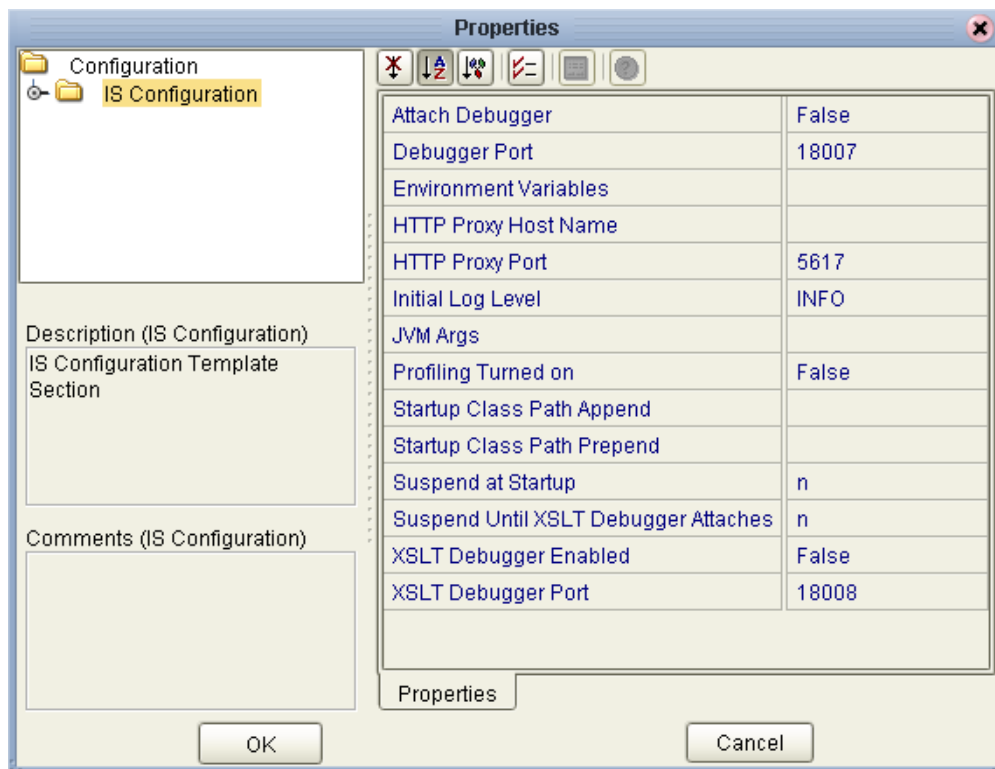 Properties
Configuration
IS Configuration
Description (IS Configuration)
IS Configuration Template
Section
Comments (IS Configuration)
Attach Debugger False
Debugger Port 18007
Environment Variables
HTTP Proxy Host Name
HTTP Proxy Port 5617
Initial Log Level INFO
JVM Args
Profiling Turned on False
Startup Class Path Append
Startup Class Path Prepend
Suspend at Startup n
Suspend Until XSLT Debugger Attaches n
XSLT Debugger Enabled False
XSLT Debugger Port 18008
Properties
OK
Cancel